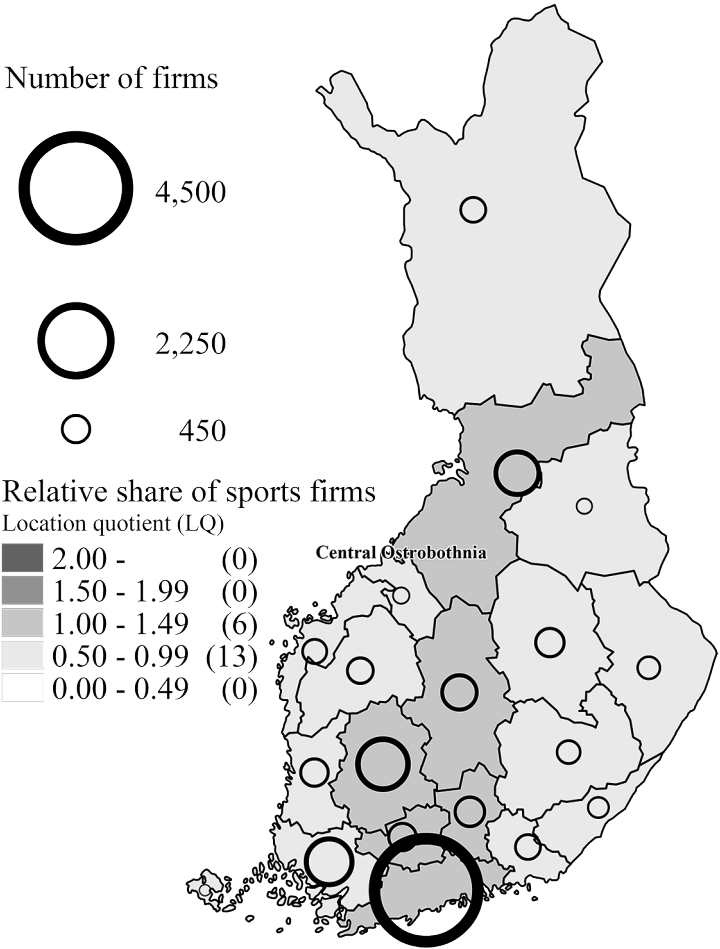 Number of firms
4,500
2,250
450
Relative share of sports firms
Location quotient (LQ)
2.00 - (0)
1.50 - 1.99 (0)
1.00 - 1.49 (6)
0.50 - 0.99 (13)
0.00 - 0.49 (0)
Central Ostrobothnia